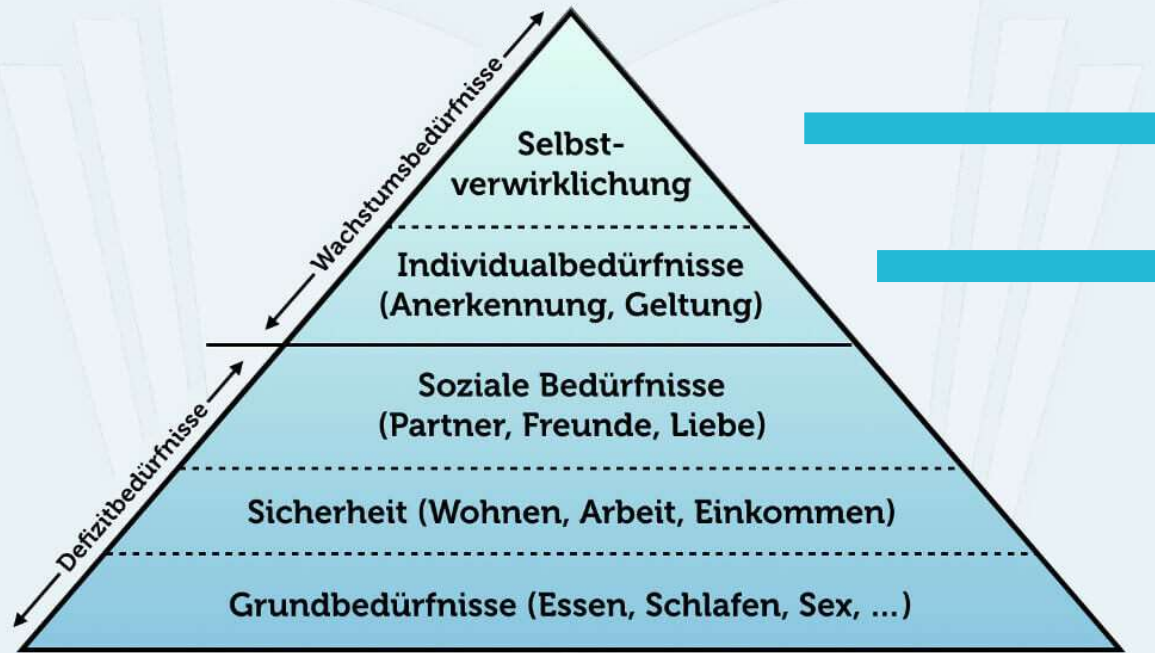 Wachstumsbedürfnisse
Selbst-
verwirklichung
Individualbedürfnisse
(Anerkennung, Geltung)
Defizitbedürfnisse
Soziale Bedürfnisse
(Partner, Freunde, Liebe)
Sicherheit (Wohnen, Arbeit, Einkommen)
Grundbedürfnisse (Essen, Schlafen, Sex, ...)